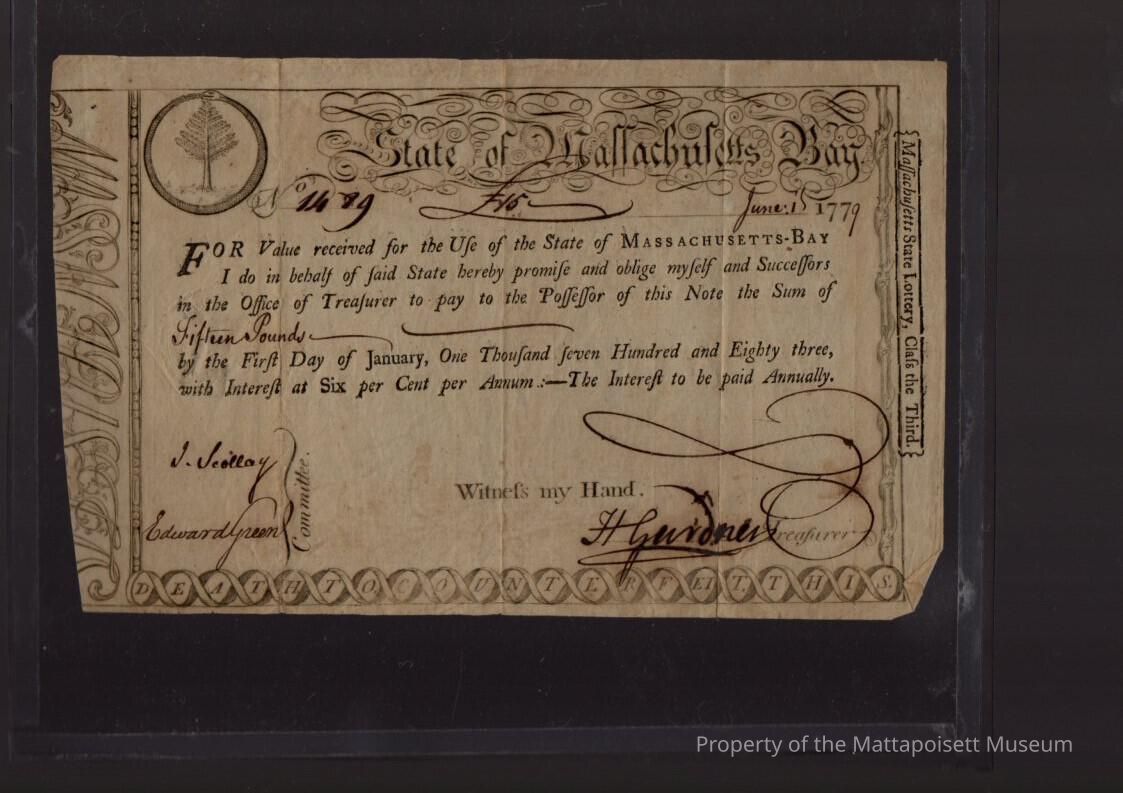 State of Maſſachuſetts Bay.
No 1489 £15 June: 1st 1779
FOR Value received for the Uſe of the State of MASSACHUSETTS-BAY
I do in behalf of ſaid State hereby promiſe and oblige myſelf and Succeſſors
in the Office of Treaſurer to pay to the Poſſeſſor of this Note the Sum of
Fifteen Pounds
by the Firſt Day of January, One Thouſand ſeven Hundred and Eighty three,
with Intereſt at Six per Cent per Annum.:—The Intereſt to be paid Annually.
J. Scollay
Edward Green
Committee.
Witneſs my Hand.
H Gardner Treaſurer
DEATH TO COUNTERFEIT THIS.
Maſſachuſetts State Lottery, Claſs the Third.
Property of the Mattapoisett Museum